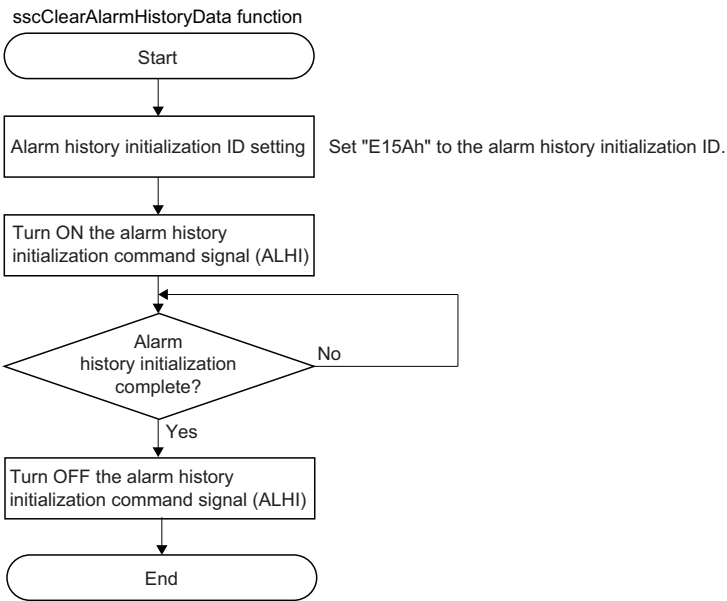 sscClearAlarmHistoryData function
Start
Alarm history initialization ID setting
Set "E15Ah" to the alarm history initialization ID.
Turn ON the alarm history
initialization command signal (ALHI)
Alarm
history initialization
complete?
No
Yes
Turn OFF the alarm history
initialization command signal (ALHI)
End